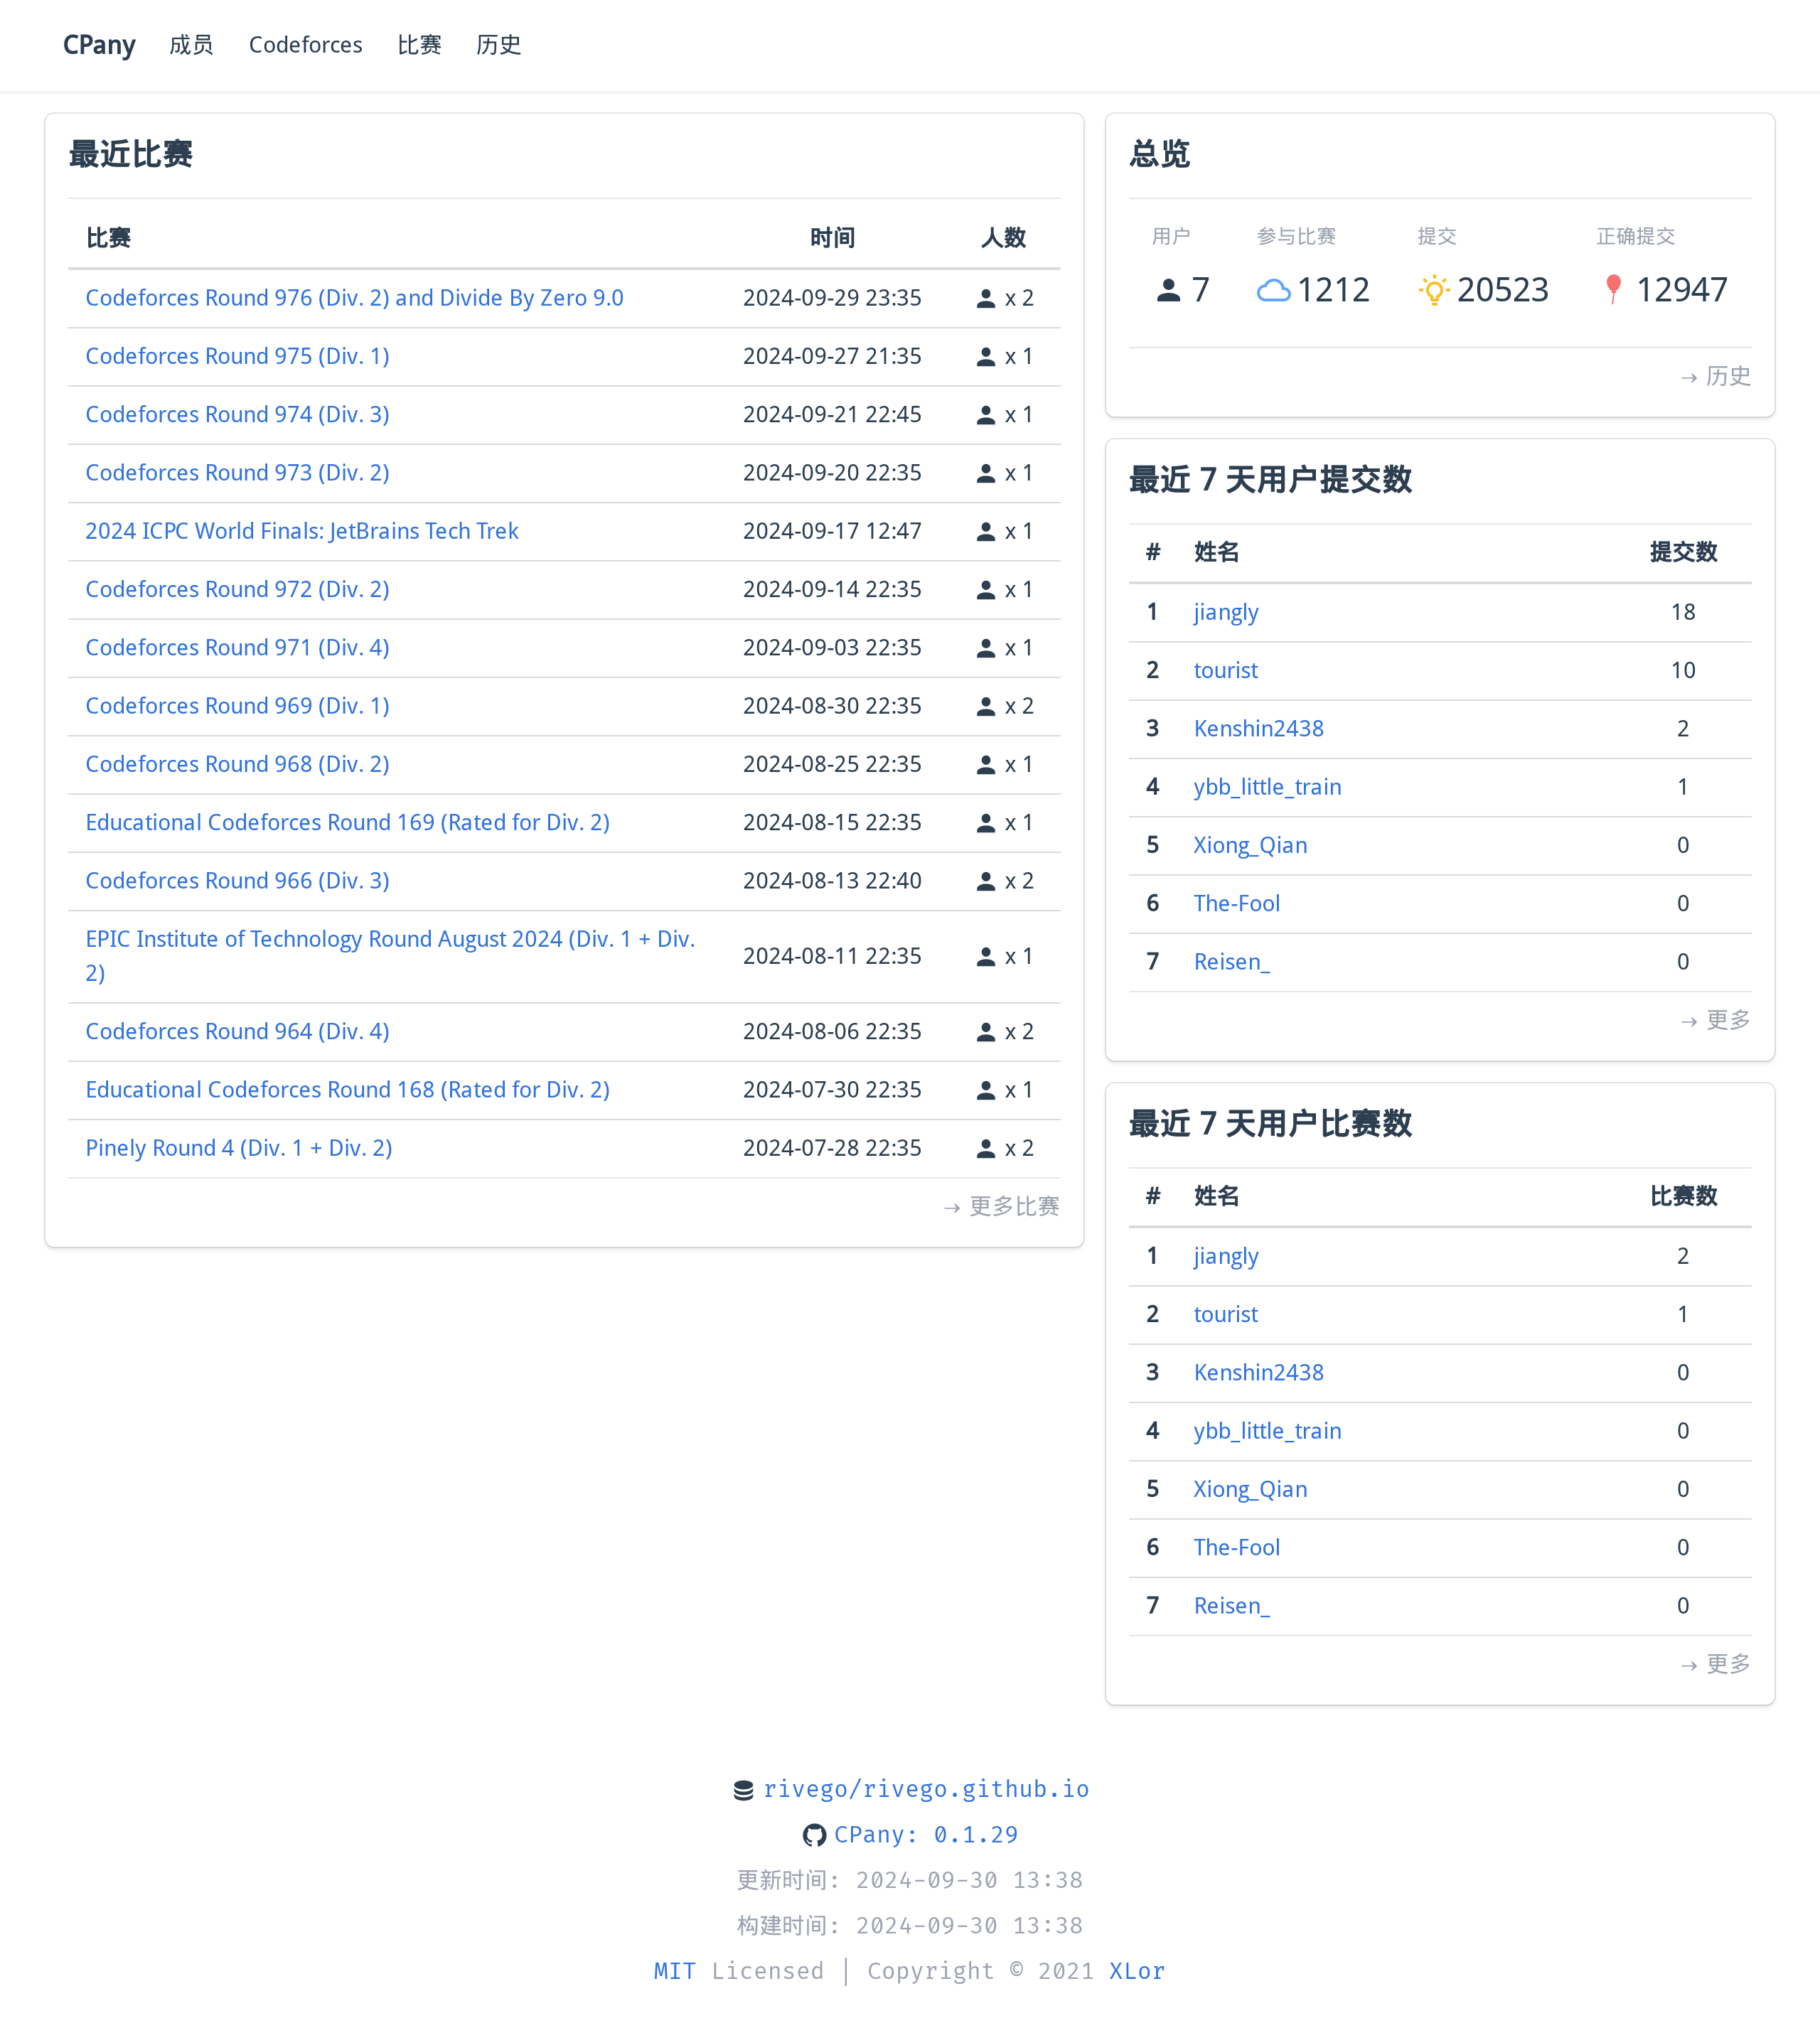 CPany 成员 Codeforces 比赛 历史
最近比赛
比赛 时间 人数
Codeforces Round 976 (Div. 2) and Divide By Zero 9.0 2024-09-29 23:35 x 2
Codeforces Round 975 (Div. 1) 2024-09-27 21:35 x 1
Codeforces Round 974 (Div. 3) 2024-09-21 22:45 x 1
Codeforces Round 973 (Div. 2) 2024-09-20 22:35 x 1
2024 ICPC World Finals: JetBrains Tech Trek 2024-09-17 12:47 x 1
Codeforces Round 972 (Div. 2) 2024-09-14 22:35 x 1
Codeforces Round 971 (Div. 4) 2024-09-03 22:35 x 1
Codeforces Round 969 (Div. 1) 2024-08-30 22:35 x 2
Codeforces Round 968 (Div. 2) 2024-08-25 22:35 x 1
Educational Codeforces Round 169 (Rated for Div. 2) 2024-08-15 22:35 x 1
Codeforces Round 966 (Div. 3) 2024-08-13 22:40 x 2
EPIC Institute of Technology Round August 2024 (Div. 1 + Div.
2) 2024-08-11 22:35 x 1
Codeforces Round 964 (Div. 4) 2024-08-06 22:35 x 2
Educational Codeforces Round 168 (Rated for Div. 2) 2024-07-30 22:35 x 1
Pinely Round 4 (Div. 1 + Div. 2) 2024-07-28 22:35 x 2
→ 更多比赛
总览
用户 参与比赛 提交 正确提交
7 1212 20523 12947
→ 历史
最近 7 天用户提交数
# 姓名 提交数
1 jiangly 18
2 tourist 10
3 Kenshin2438 2
4 ybb_little_train 1
5 Xiong_Qian 0
6 The-Fool 0
7 Reisen_ 0
→ 更多
最近 7 天用户比赛数
# 姓名 比赛数
1 jiangly 2
2 tourist 1
3 Kenshin2438 0
4 ybb_little_train 0
5 Xiong_Qian 0
6 The-Fool 0
7 Reisen_ 0
→ 更多
rivego/rivego.github.io
CPany: 0.1.29
更新时间: 2024-09-30 13:38
构建时间: 2024-09-30 13:38
MIT Licensed | Copyright © 2021 XLor